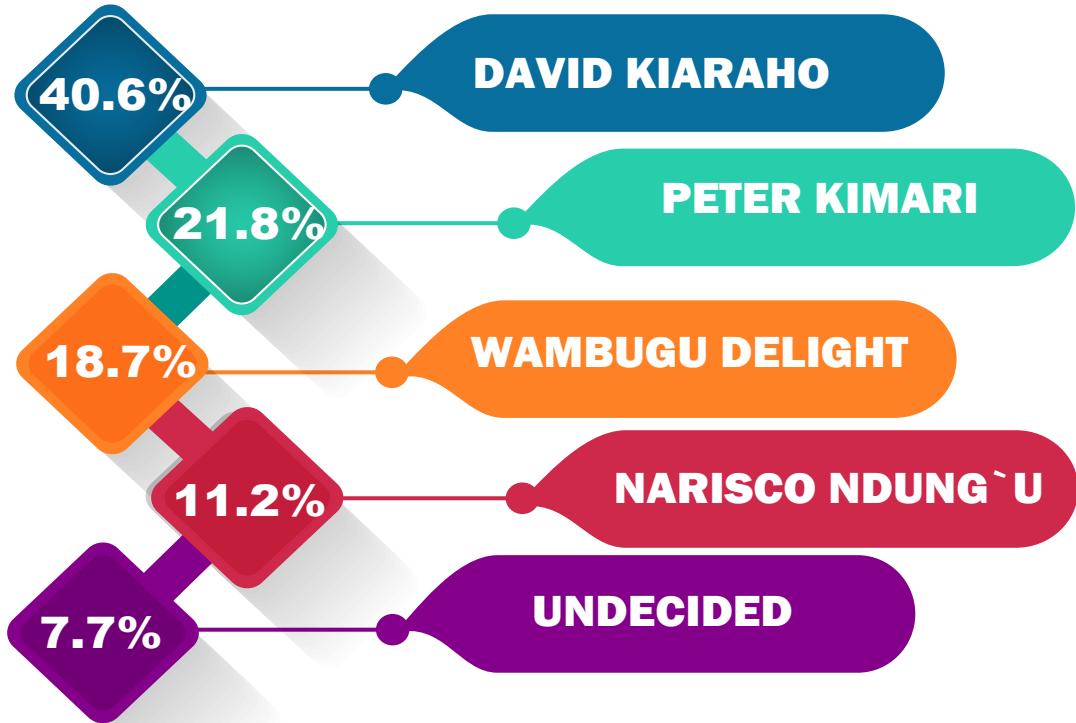 40.6% DAVID KIARAHO
21.8% PETER KIMARI
18.7% WAMBUGU DELIGHT
11.2% NARISCO NDUNG`U
7.7% UNDECIDED